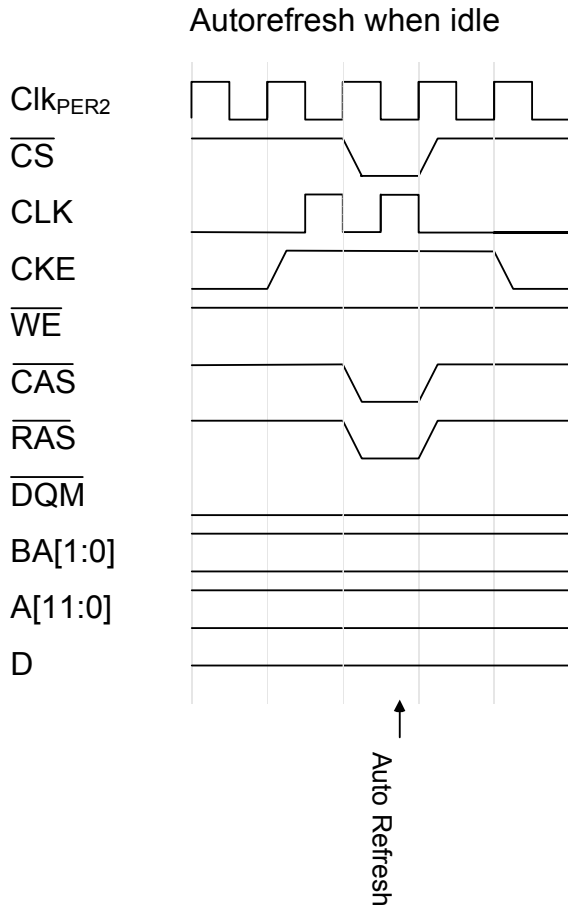 Autorefresh when idle
ClkPER2
CS
CLK
CKE
WE
CAS
RAS
DQM
BA[1:0]
A[11:0]
D
Auto Refresh